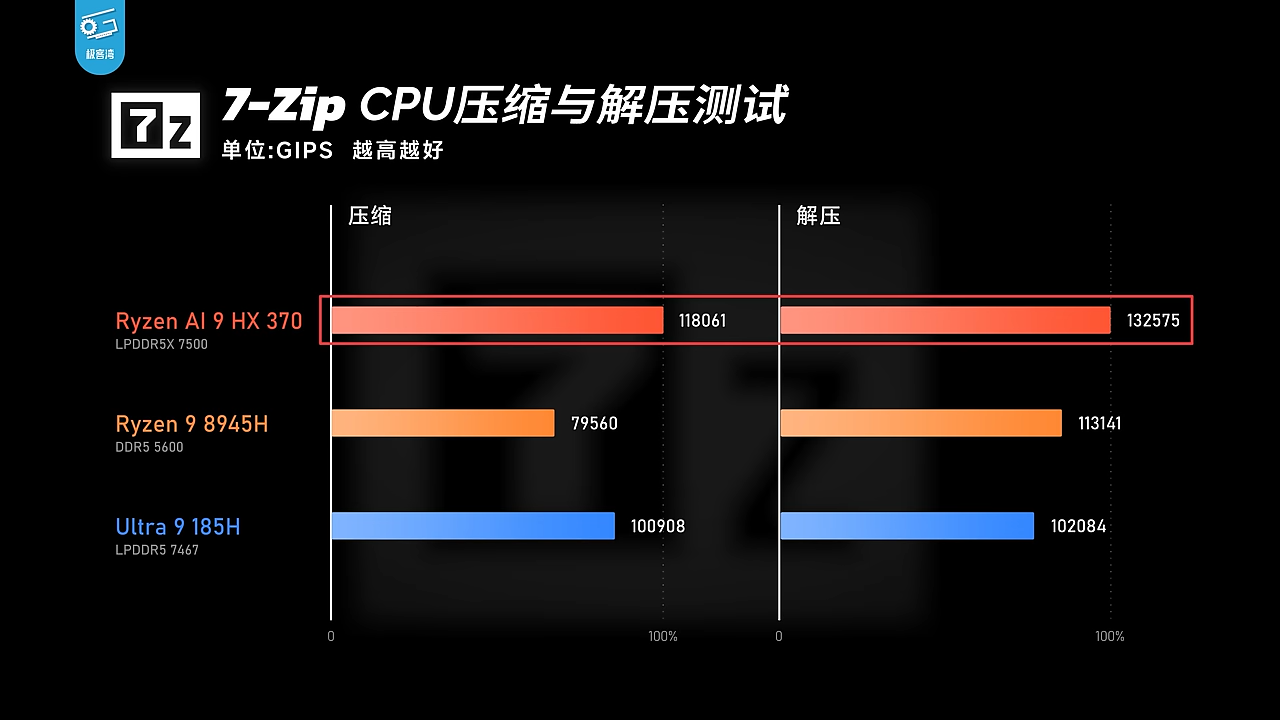 极客湾
7z
7-Zip CPU压缩与解压测试
单位:GIPS 越高越好
压缩
解压
Ryzen AI 9 HX 370
LPDDR5X 7500
118061
132575
Ryzen 9 8945H
DDR5 5600
79560
113141
Ultra 9 185H
LPDDR5 7467
100908
102084
0
100%
0
100%